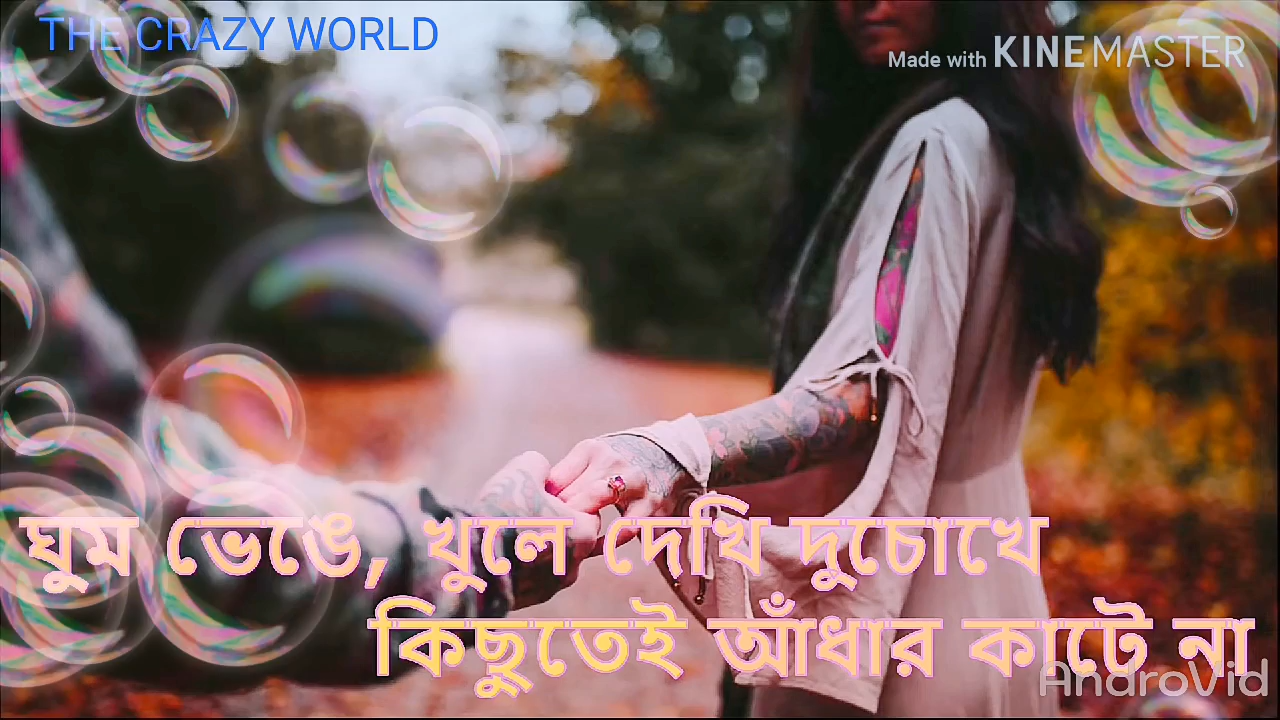 THE CRAZY WORLD
Made with KINEMASTER
ঘুম ভেঙে, খুলে দেখি দুচোখে
কিছুতেই আঁধার কাটে না
AndroVid